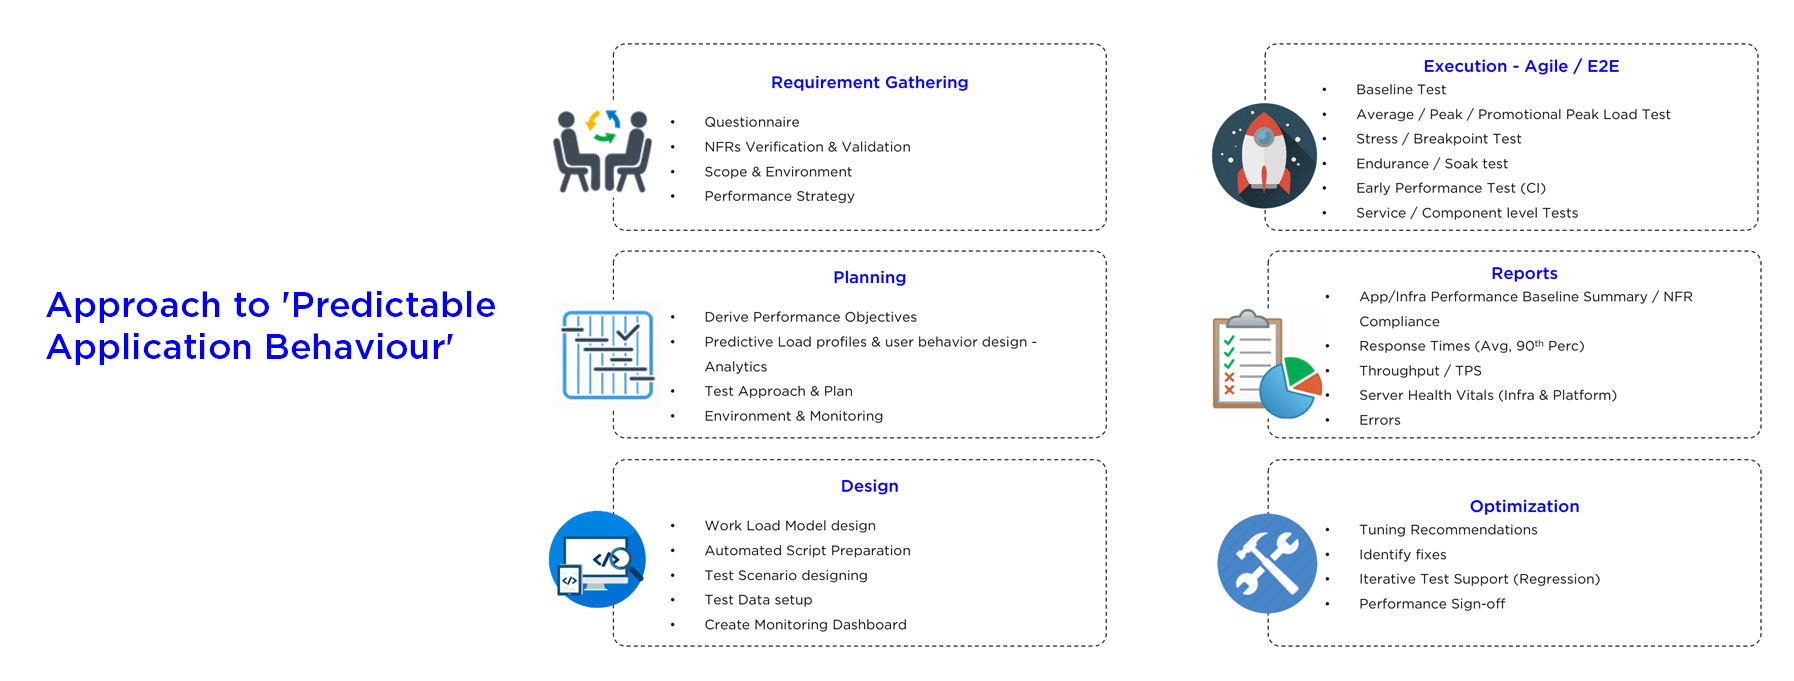 Approach to 'Predictable
Application Behaviour'
Requirement Gathering
• Questionnaire
• NFRs Verification & Validation
• Scope & Environment
• Performance Strategy
Planning
• Derive Performance Objectives
• Predictive Load profiles & user behavior design -
Analytics
• Test Approach & Plan
• Environment & Monitoring
Design
• Work Load Model design
• Automated Script Preparation
• Test Scenario designing
• Test Data setup
• Create Monitoring Dashboard
Execution - Agile / E2E
• Baseline Test
• Average / Peak / Promotional Peak Load Test
• Stress / Breakpoint Test
• Endurance / Soak test
• Early Performance Test (CI)
• Service / Component level Tests
Reports
• App/Infra Performance Baseline Summary / NFR
Compliance
• Response Times (Avg, 90th Perc)
• Throughput / TPS
• Server Health Vitals (Infra & Platform)
• Errors
Optimization
• Tuning Recommendations
• Identify fixes
• Iterative Test Support (Regression)
• Performance Sign-off